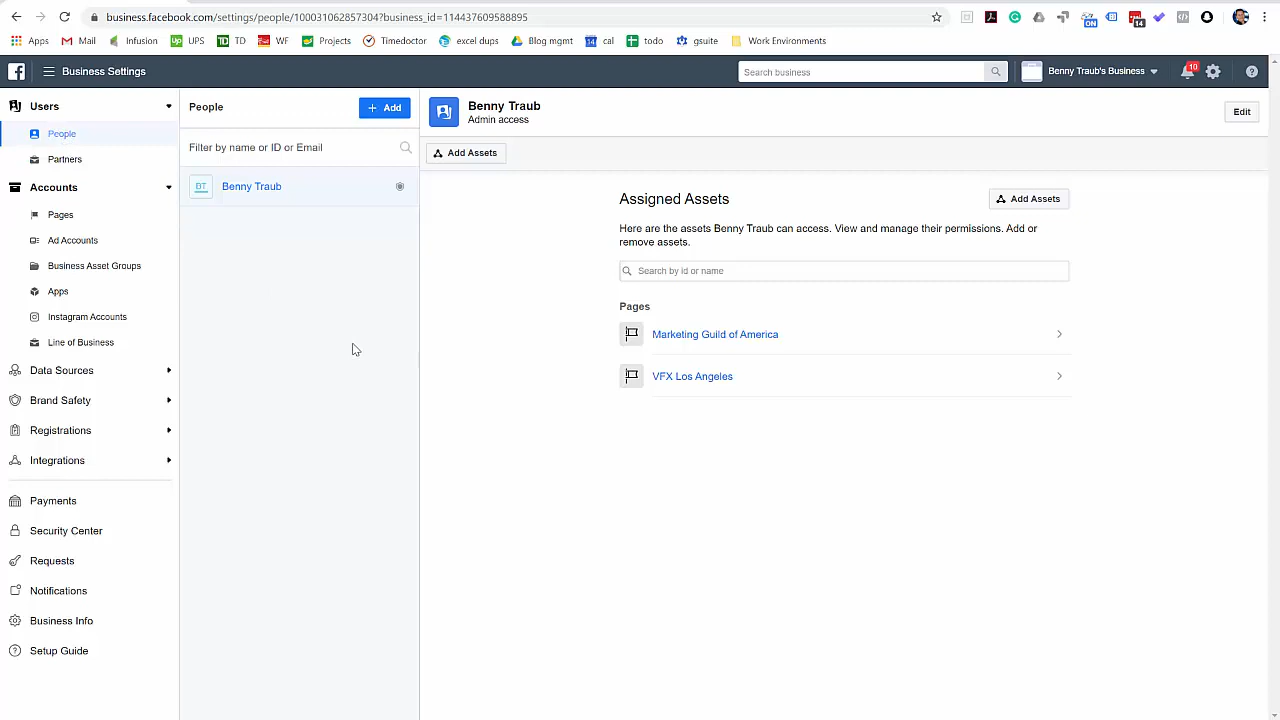 business.facebook.com/settings/people/100031062857304?business_id=114437609588895
ON
14
Apps
Mail
Infusion
UPS
TD
WF
Projects
Timedoctor
excel dups
Blog mgmt
cal
todo
gsuite
Work Environments
Business Settings
Search business
Benny Traub's Business
10
Users
People
Partners
Accounts
Pages
Ad Accounts
Business Asset Groups
Apps
Instagram Accounts
Line of Business
Data Sources
Brand Safety
Registrations
Integrations
Payments
Security Center
Requests
Notifications
Business Info
Setup Guide
People
+ Add
Filter by name or ID or Email
BT
Benny Traub
Benny Traub
Admin access
Edit
Add Assets
Assigned Assets
Add Assets
Here are the assets Benny Traub can access. View and manage their permissions. Add or
remove assets.
Search by id or name
Pages
Marketing Guild of America
VFX Los Angeles